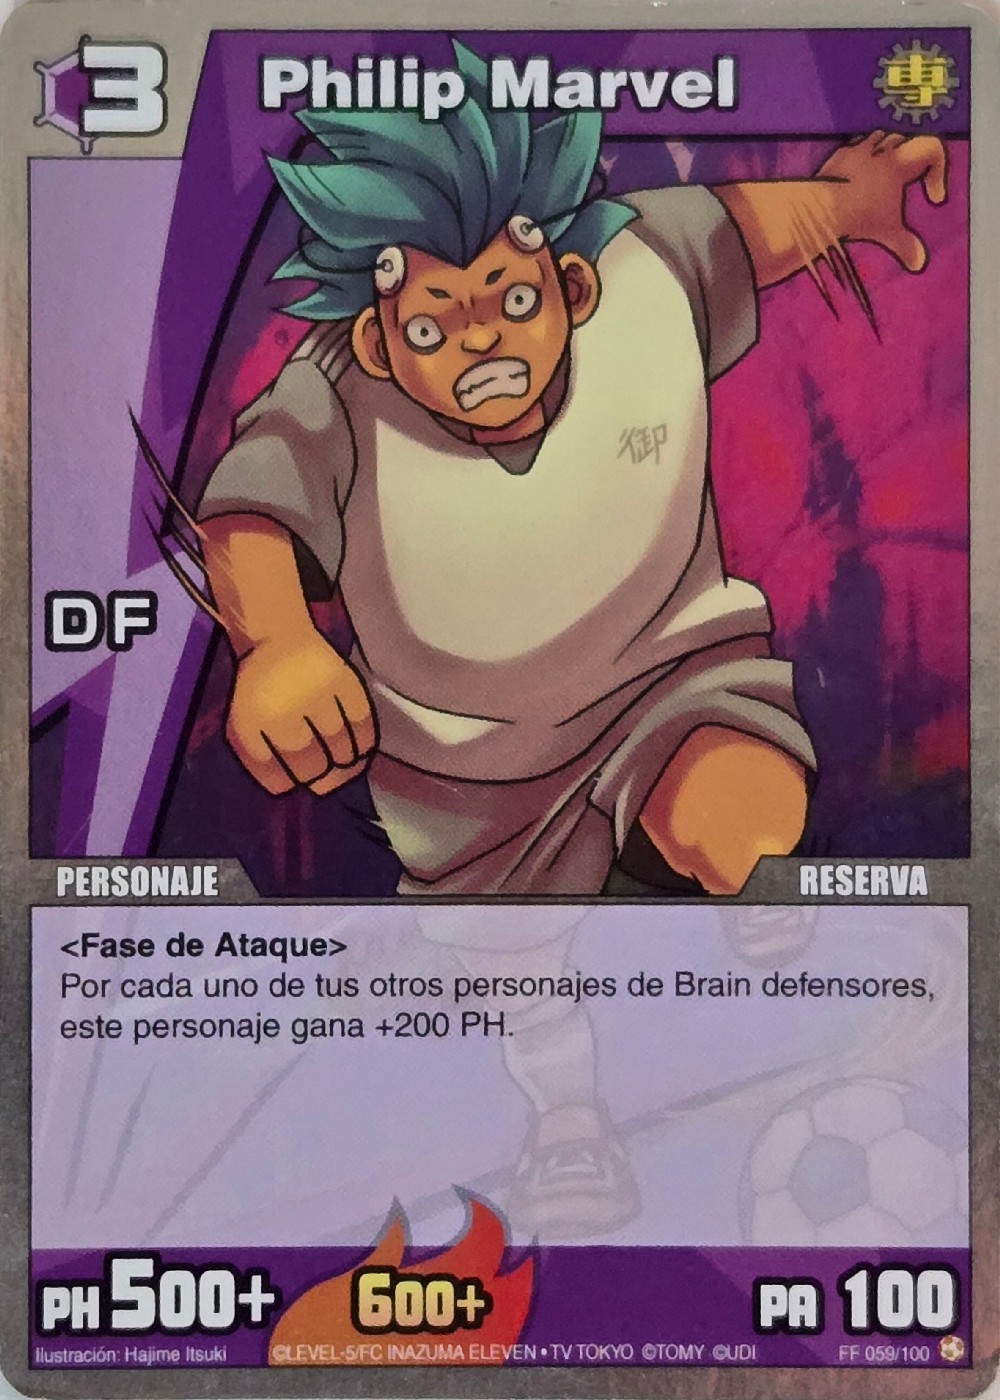 3
Philip Marvel
専
御
DF
PERSONAJE
RESERVA
<Fase de Ataque>
Por cada uno de tus otros personajes de Brain defensores,
este personaje gana +200 PH.
PH 500+
600+
PA 100
Ilustración: Hajime Itsuki
©LEVEL-5/FC INAZUMA ELEVEN • TV TOKYO ©TOMY ©UDI
FF 059/100